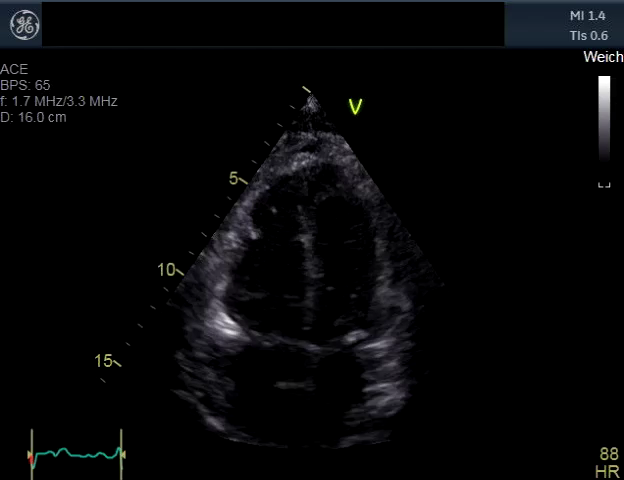 MI 1.4
TIs 0.6
Weich
ACE
BPS: 65
f: 1.7 MHz/3.3 MHz
D: 16.0 cm
V
5
10
15
88
HR